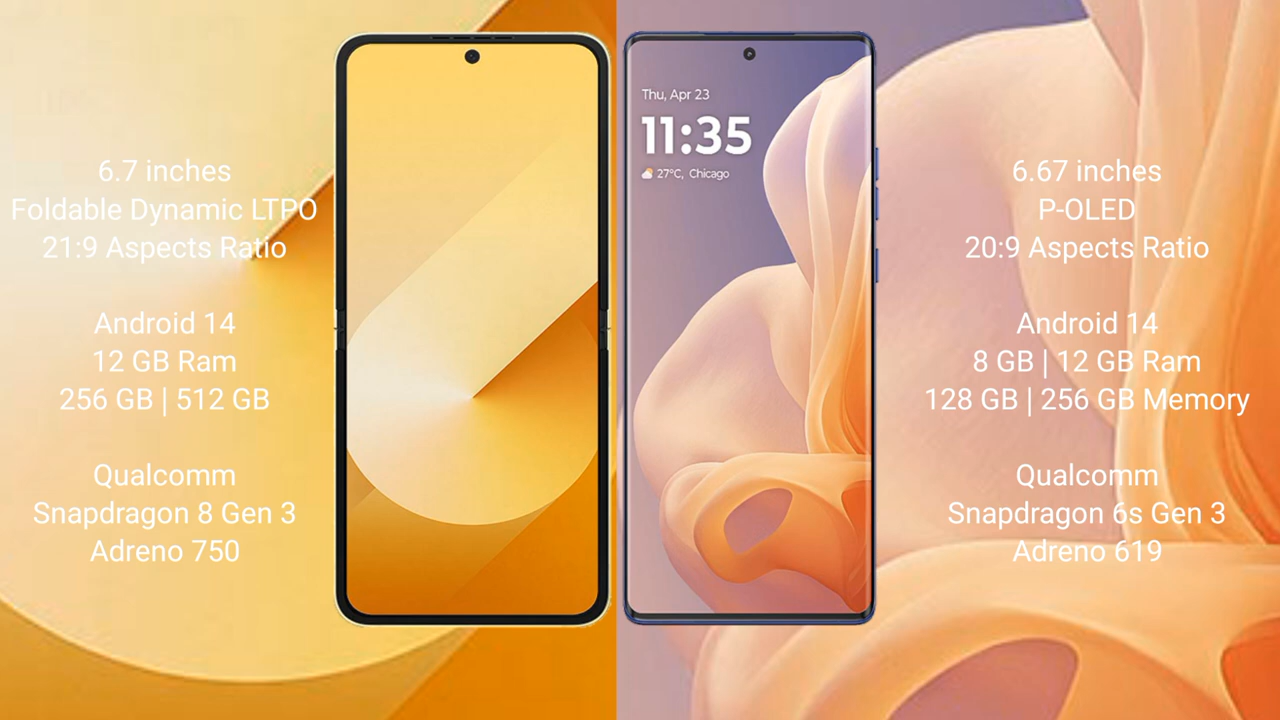 6.7 inches
Foldable Dynamic LTPO
21:9 Aspects Ratio
Android 14
12 GB Ram
256 GB | 512 GB
Qualcomm
Snapdragon 8 Gen 3
Adreno 750
Thu, Apr 23
11:35
27°C, Chicago
6.67 inches
P-OLED
20:9 Aspects Ratio
Android 14
8 GB | 12 GB Ram
128 GB | 256 GB Memory
Qualcomm
Snapdragon 6s Gen 3
Adreno 619